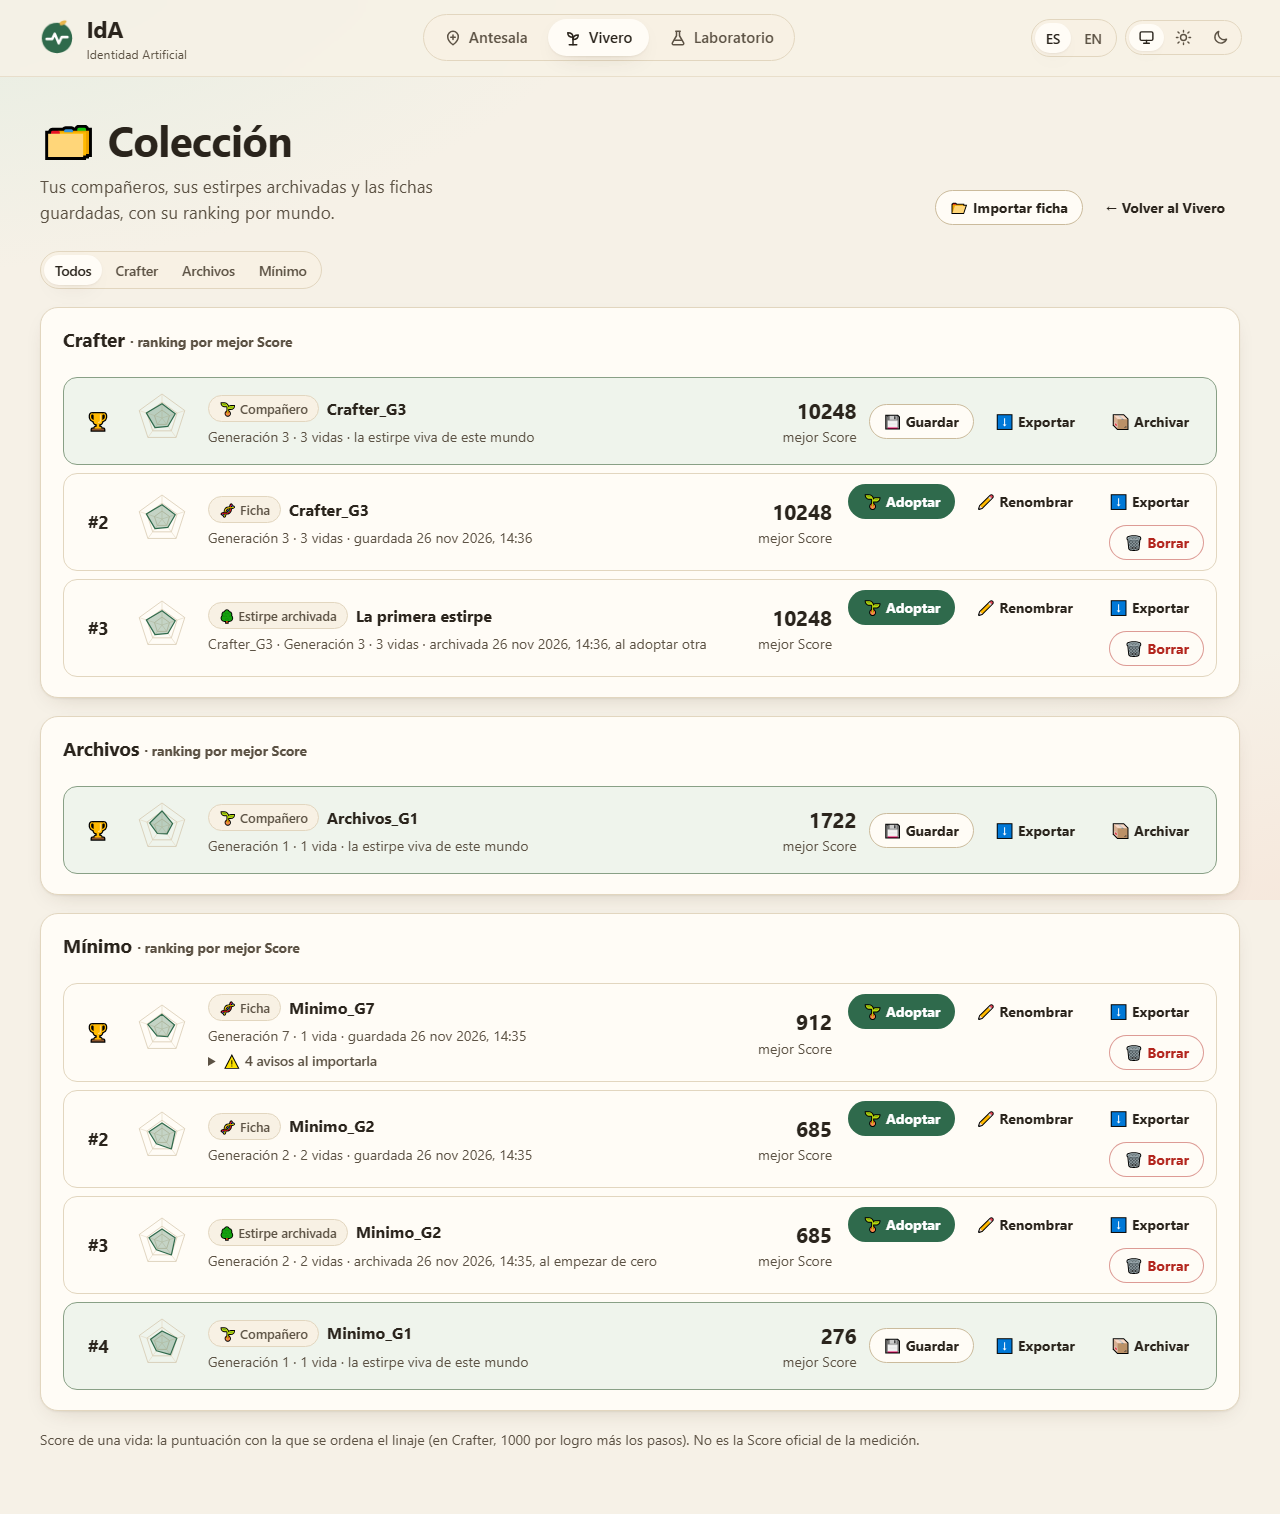 IdA
Identidad Artificial
Antesala
Vivero
Laboratorio
ES
EN
Colección
Tus compañeros, sus estirpes archivadas y las fichas
guardadas, con su ranking por mundo.
Importar ficha
← Volver al Vivero
Todos
Crafter
Archivos
Mínimo
Crafter · ranking por mejor Score
Compañero Crafter_G3
Generación 3 · 3 vidas · la estirpe viva de este mundo
10248
mejor Score
Guardar
Exportar
Archivar
#2
Ficha Crafter_G3
Generación 3 · 3 vidas · guardada 26 nov 2026, 14:36
10248
mejor Score
Adoptar
Renombrar
Exportar
Borrar
#3
Estirpe archivada La primera estirpe
Crafter_G3 · Generación 3 · 3 vidas · archivada 26 nov 2026, 14:36, al adoptar otra
10248
mejor Score
Adoptar
Renombrar
Exportar
Borrar
Archivos · ranking por mejor Score
Compañero Archivos_G1
Generación 1 · 1 vida · la estirpe viva de este mundo
1722
mejor Score
Guardar
Exportar
Archivar
Mínimo · ranking por mejor Score
Ficha Minimo_G7
Generación 7 · 1 vida · guardada 26 nov 2026, 14:35
4 avisos al importarla
912
mejor Score
Adoptar
Renombrar
Exportar
Borrar
#2
Ficha Minimo_G2
Generación 2 · 2 vidas · guardada 26 nov 2026, 14:35
685
mejor Score
Adoptar
Renombrar
Exportar
Borrar
#3
Estirpe archivada Minimo_G2
Generación 2 · 2 vidas · archivada 26 nov 2026, 14:35, al empezar de cero
685
mejor Score
Adoptar
Renombrar
Exportar
Borrar
#4
Compañero Minimo_G1
Generación 1 · 1 vida · la estirpe viva de este mundo
276
mejor Score
Guardar
Exportar
Archivar
Score de una vida: la puntuación con la que se ordena el linaje (en Crafter, 1000 por logro más los pasos). No es la Score oficial de la medición.